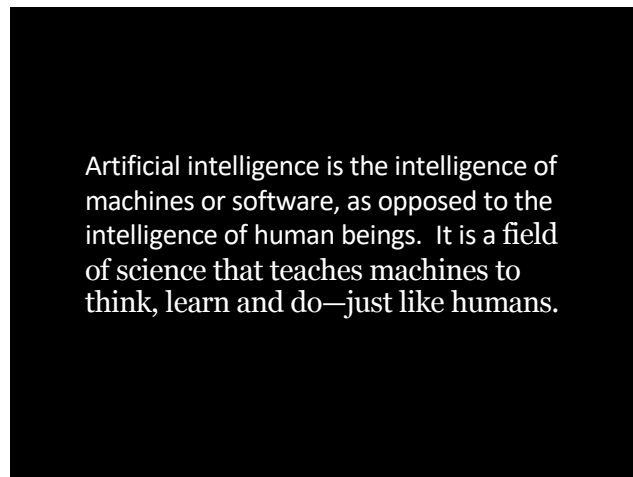 Artificial intelligence is the intelligence of
machines or software, as opposed to the
intelligence of human beings.  It is a field
of science that teaches machines to
think, learn and do—just like humans.